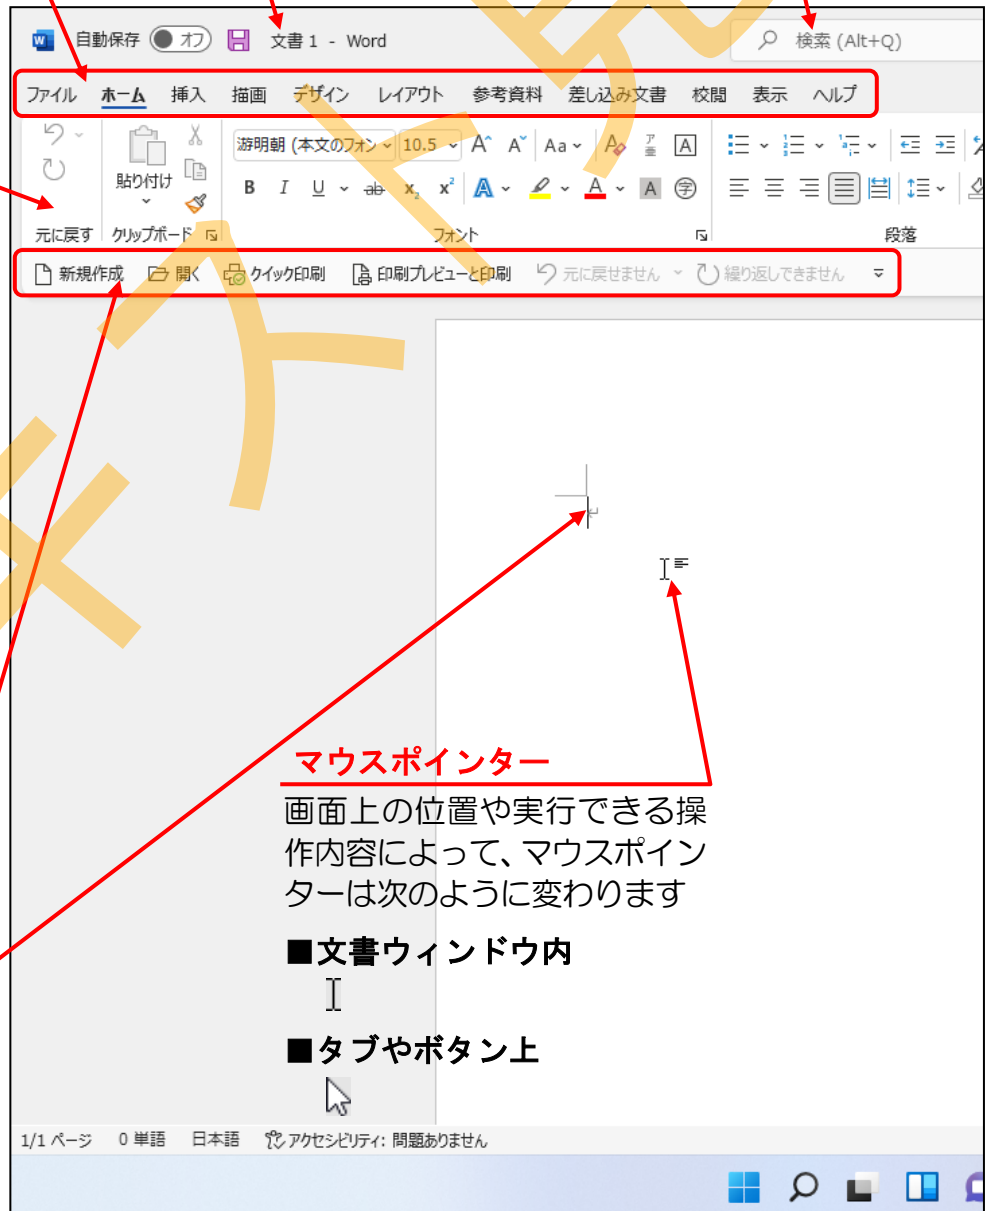 自動保存 オフ 文書 1 - Word 検索 (Alt+Q)
ファイル ホーム 挿入 描画 デザイン レイアウト 参考資料 差し込み文書 校閲 表示 ヘルプ
游明朝 (本文のフォン 10.5 A A Aa A ア亜 A
貼り付け B I U ab x₂ x² A A A 字
元に戻す クリップボード フォント 段落
新規作成 開く クイック印刷 印刷プレビューと印刷 元に戻せません 繰り返しできません
マウスポインター
画面上の位置や実行できる操
作内容によって、マウスポイン
ターは次のように変わります
■文書ウィンドウ内
■タブやボタン上
1/1 ページ 0 単語 日本語 アクセシビリティ: 問題ありません